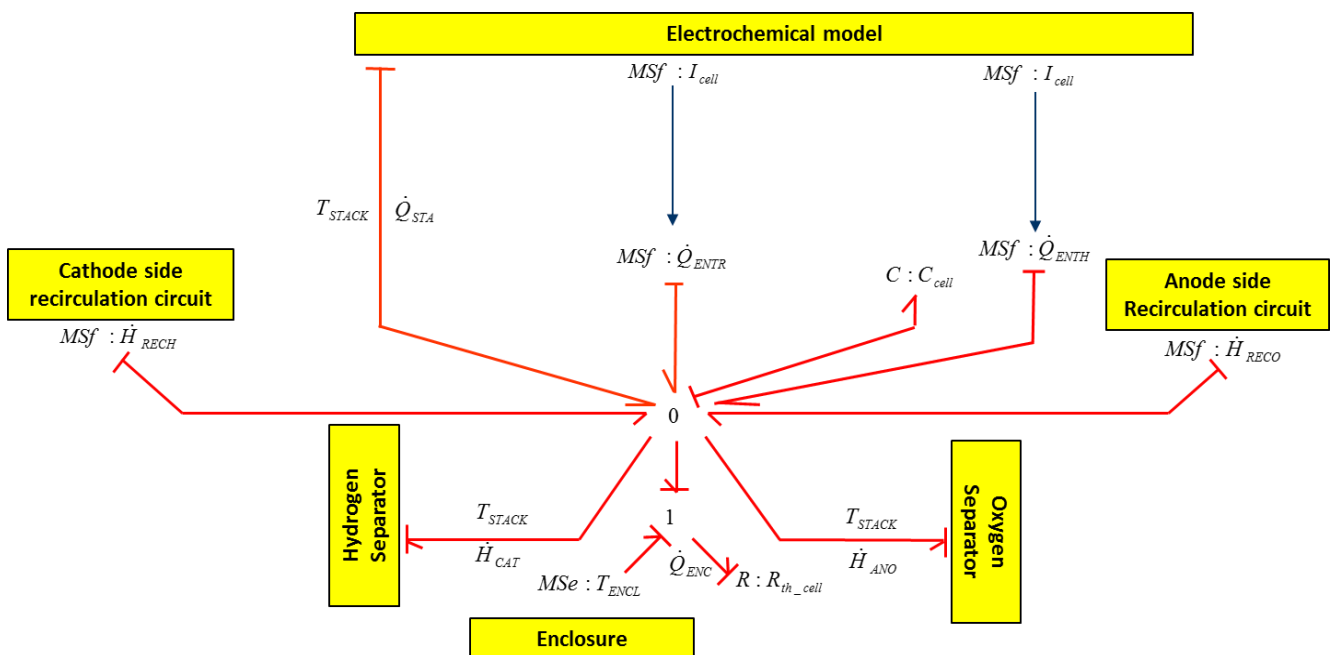 Electrochemical model
MSf : I_cell
MSf : I_cell
T_STACK
Q̇_STA
MSf : Q̇_ENTR
MSf : Q̇_ENTH
Cathode side
recirculation circuit
C : C_cell
Anode side
Recirculation circuit
MSf : Ḣ_RECH
MSf : Ḣ_RECO
0
Hydrogen
Separator
Oxygen
Separator
T_STACK
1
T_STACK
Ḣ_CAT
Q̇_ENC
Ḣ_ANO
MSe : T_ENCL
R : R_th_cell
Enclosure